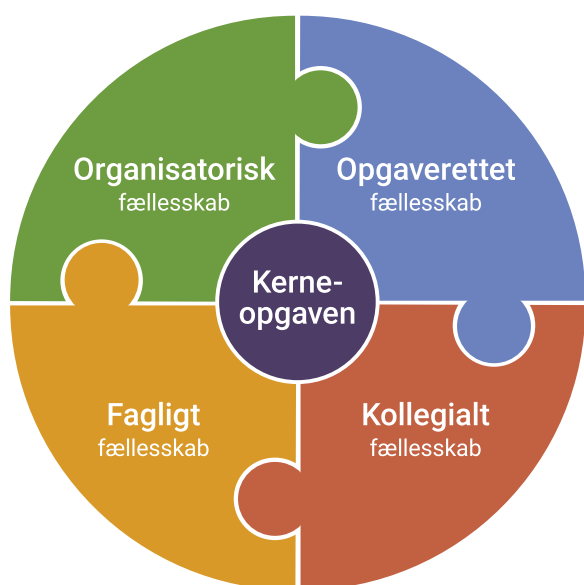 Organisatorisk
fællesskab
Opgaverettet
fællesskab
Kerne-
opgaven
Fagligt
fællesskab
Kollegialt
fællesskab